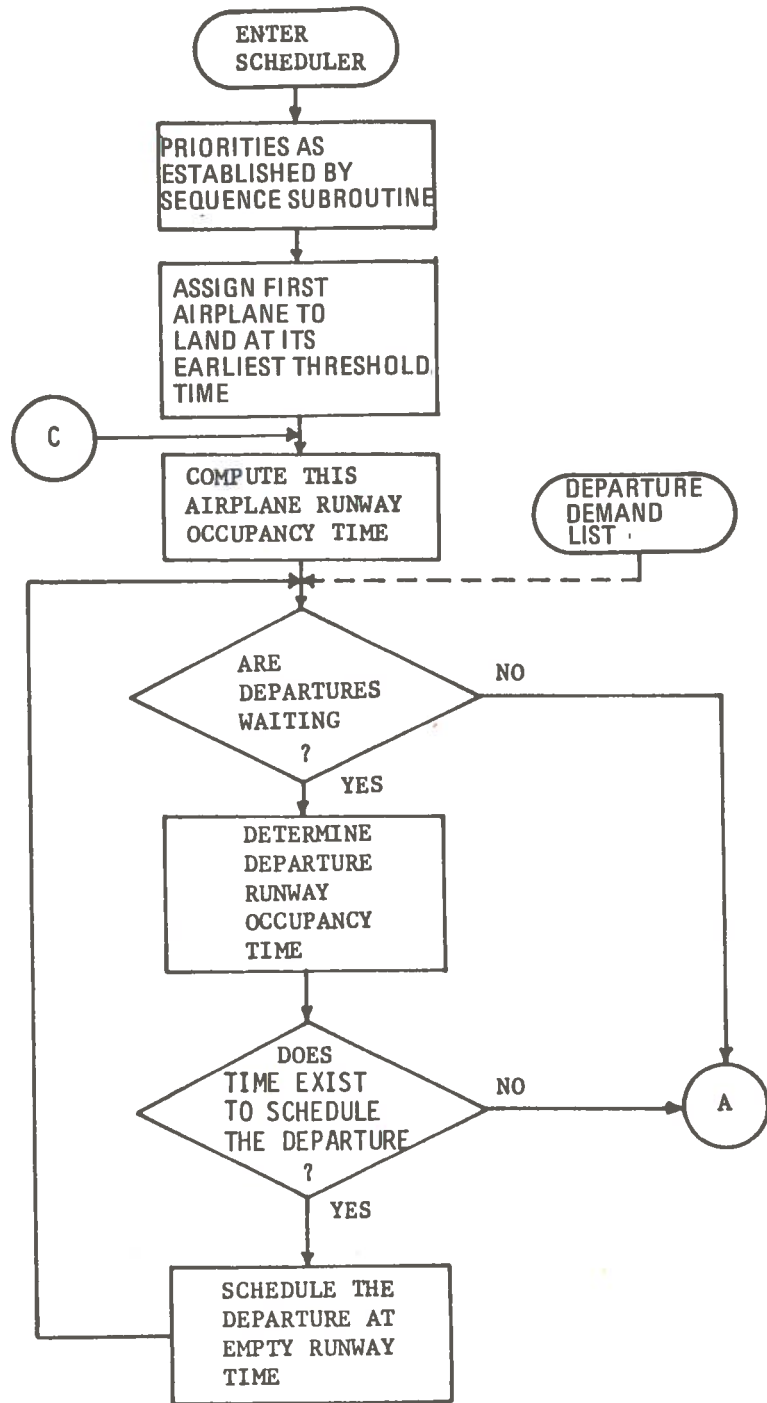 ENTER
SCHEDULER
PRIORITIES AS
ESTABLISHED BY
SEQUENCE SUBROUTINE
ASSIGN FIRST
AIRPLANE TO
LAND AT ITS
EARLIEST THRESHOLD
TIME
C
COMPUTE THIS
AIRPLANE RUNWAY
OCCUPANCY TIME
DEPARTURE
DEMAND
LIST
ARE
DEPARTURES
WAITING
?
NO
YES
DETERMINE
DEPARTURE
RUNWAY
OCCUPANCY
TIME
DOES
TIME EXIST
TO SCHEDULE
THE DEPARTURE
?
NO
A
YES
SCHEDULE THE
DEPARTURE AT
EMPTY RUNWAY
TIME